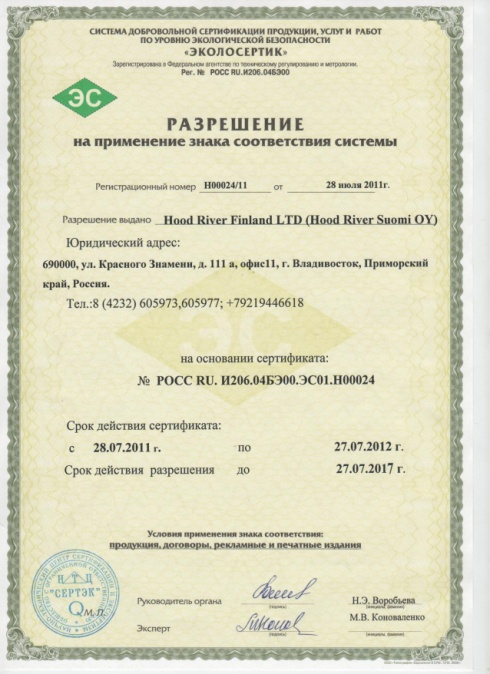 СИСТЕМА ДОБРОВОЛЬНОЙ СЕРТИФИКАЦИИ ПРОДУКЦИИ, УСЛУГ И РАБОТ
ПО УРОВНЮ ЭКОЛОГИЧЕСКОЙ БЕЗОПАСНОСТИ
«ЭКОЛОСЕРТИК»
Зарегистрирована в Федеральном агентстве по техническому регулированию и метрологии.
Рег. № РОСС RU.И206.04БЭ00
ЭС
РАЗРЕШЕНИЕ
на применение знака соответствия системы
Регистрационный номер Н00024/11 от 28 июля 2011г.
Разрешение выдано Hood River Finland LTD (Hood River Suomi OY)
Юридический адрес:
690000, ул. Красного Знамени, д. 111 а, офис11, г. Владивосток, Приморский
край, Россия.
Тел.:8 (4232) 605973,605977; +79219446618
ЭС
на основании сертификата:
№ РОСС RU. И206.04БЭ00.ЭС01.Н00024
Срок действия сертификата:
с 28.07.2011 г. по 27.07.2012 г.
Срок действия разрешения до 27.07.2017 г.
Условия применения знака соответствия:
продукция, договоры, рекламные и печатные издания
НТЦ
"СЕРТЭК"
М.П.
Руководитель органа Н.Э. Воробьева
(подпись) (инициалы, фамилия)
Эксперт М.В. Коноваленко
(подпись) (инициалы, фамилия)